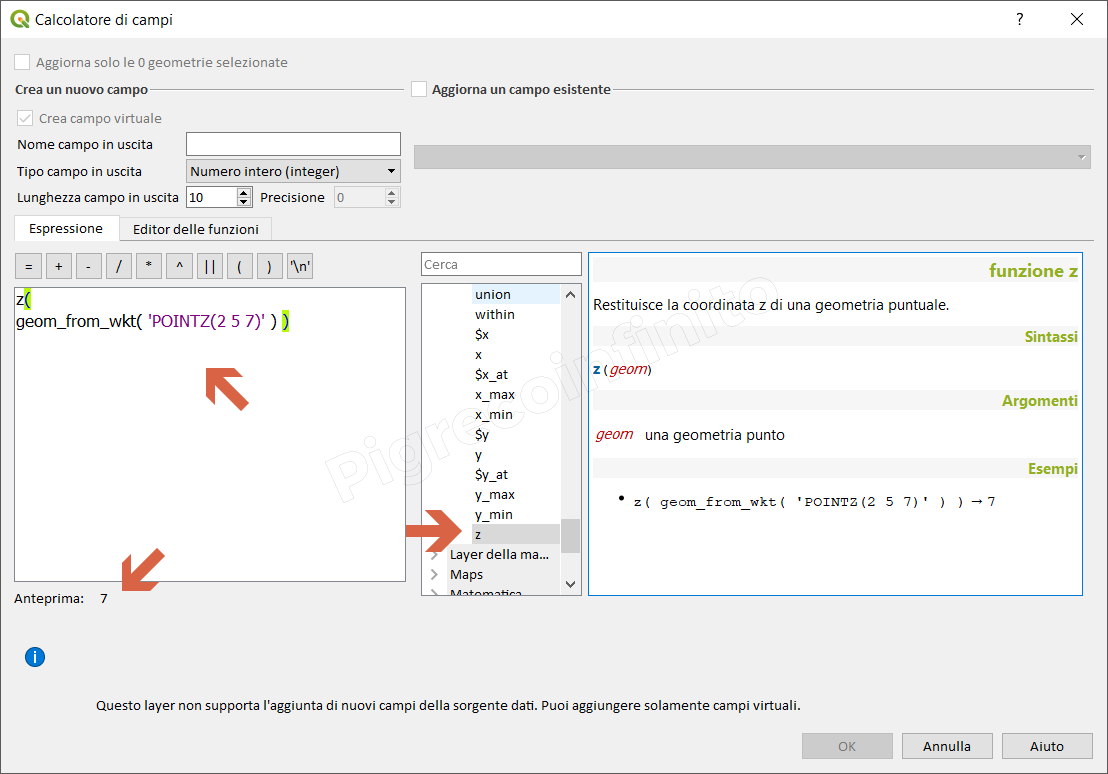 Calcolatore di campi
?
Aggiorna solo le 0 geometrie selezionate
Crea un nuovo campo
Aggiorna un campo esistente
Crea campo virtuale
Nome campo in uscita
Tipo campo in uscita
Numero intero (integer)
Lunghezza campo in uscita
10
Precisione
0
Espressione
Editor delle funzioni
= + - / * ^ || ( ) '\n'
z(
geom_from_wkt( 'POINTZ(2 5 7)' ) )
Anteprima: 7
Cerca
union
within
$x
x
$x_at
x_max
x_min
$y
y
$y_at
y_max
y_min
z
Layer della ma...
Maps
Matematica
funzione z
Restituisce la coordinata z di una geometria puntuale.
Sintassi
z(geom)
Argomenti
geom una geometria punto
Esempi
• z( geom_from_wkt( 'POINTZ(2 5 7)' ) ) → 7
Pigrecoinfinito
i
Questo layer non supporta l'aggiunta di nuovi campi della sorgente dati. Puoi aggiungere solamente campi virtuali.
OK
Annulla
Aiuto